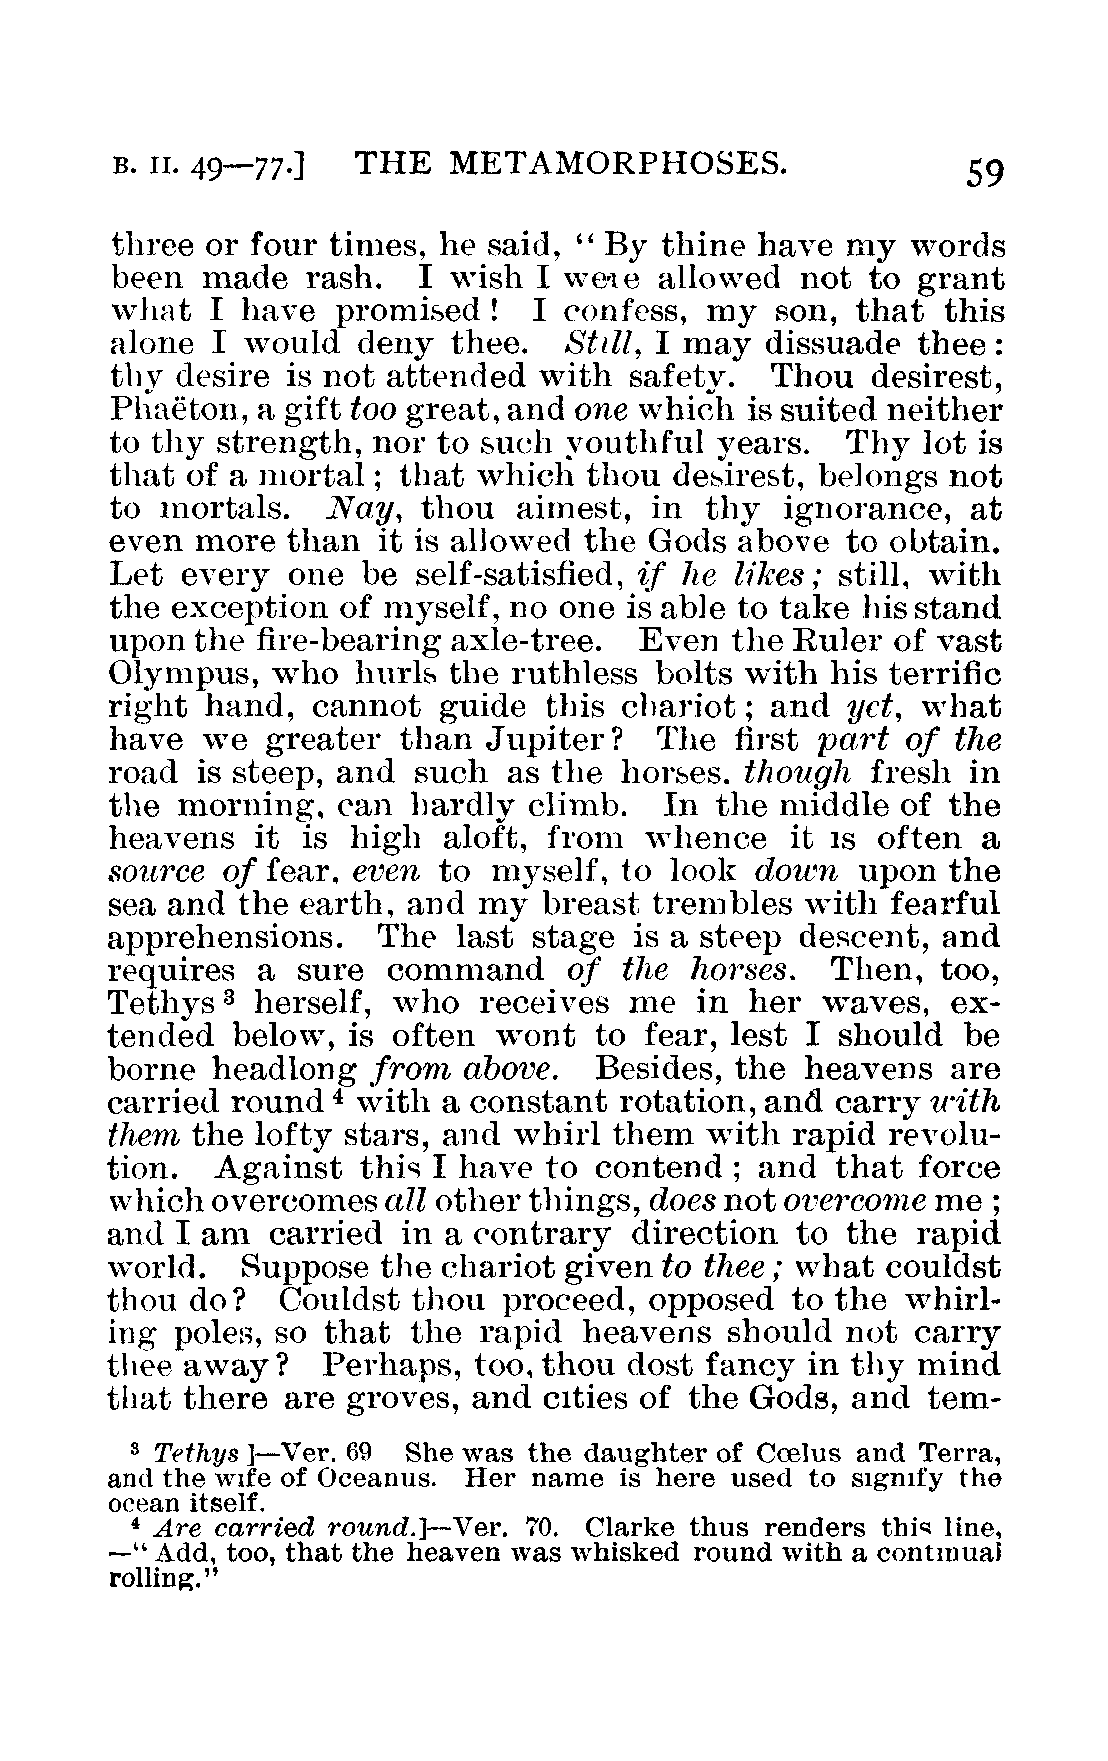 B. II. 49—77.] THE METAMORPHOSES. 59
three or four times, he said, “ By thine have my words
been made rash. I wish I were allowed not to grant
what I have promised ! I confess, my son, that this
alone I would deny thee. Still, I may dissuade thee :
thy desire is not attended with safety. Thou desirest,
Phaëton, a gift too great, and one which is suited neither
to thy strength, nor to such youthful years. Thy lot is
that of a mortal ; that which thou desirest, belongs not
to mortals. Nay, thou aimest, in thy ignorance, at
even more than it is allowed the Gods above to obtain.
Let every one be self-satisfied, if he likes ; still, with
the exception of myself, no one is able to take his stand
upon the fire-bearing axle-tree. Even the Ruler of vast
Olympus, who hurls the ruthless bolts with his terrific
right hand, cannot guide this chariot ; and yet, what
have we greater than Jupiter? The first part of the
road is steep, and such as the horses. though fresh in
the morning, can hardly climb. In the middle of the
heavens it is high aloft, from whence it is often a
source of fear, even to myself, to look down upon the
sea and the earth, and my breast trembles with fearful
apprehensions. The last stage is a steep descent, and
requires a sure command of the horses. Then, too,
Tethys ³ herself, who receives me in her waves, ex-
tended below, is often wont to fear, lest I should be
borne headlong from above. Besides, the heavens are
carried round ⁴ with a constant rotation, and carry with
them the lofty stars, and whirl them with rapid revolu-
tion. Against this I have to contend ; and that force
which overcomes all other things, does not overcome me ;
and I am carried in a contrary direction to the rapid
world. Suppose the chariot given to thee ; what couldst
thou do? Couldst thou proceed, opposed to the whirl-
ing poles, so that the rapid heavens should not carry
thee away? Perhaps, too, thou dost fancy in thy mind
that there are groves, and cities of the Gods, and tem-
³ Tethys ]—Ver. 69 She was the daughter of Cœlus and Terra,
and the wife of Oceanus. Her name is here used to signify the
ocean itself.
⁴ Are carried round.]—Ver. 70. Clarke thus renders this line,
—“ Add, too, that the heaven was whisked round with a continual
rolling.”